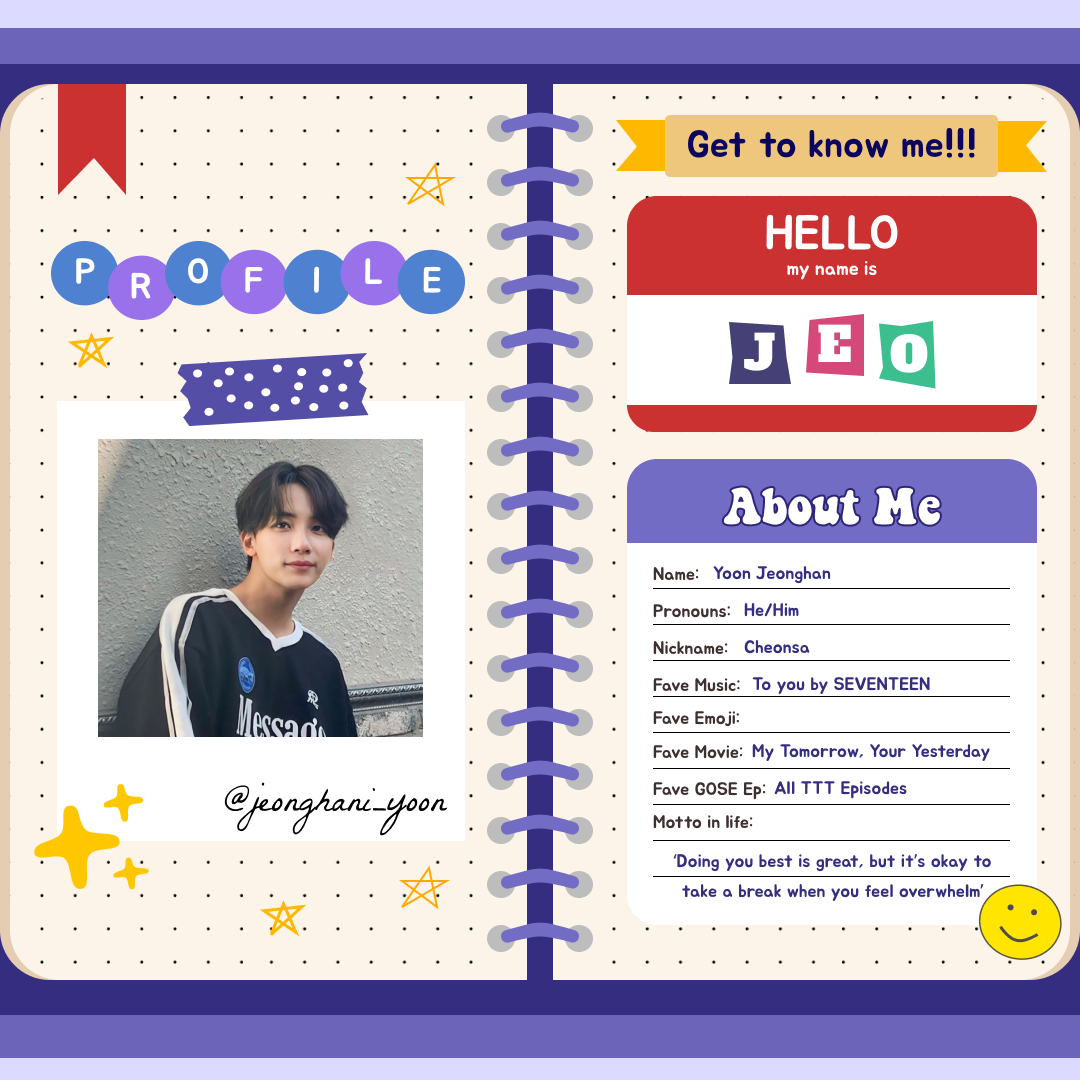 PROFILE
Messag
@jeonghani_yoon
Get to know me!!!
HELLO
my name is
JEO
About Me
Name: Yoon Jeonghan
Pronouns: He/Him
Nickname: Cheonsa
Fave Music: To you by SEVENTEEN
Fave Emoji:
Fave Movie: My Tomorrow, Your Yesterday
Fave GOSE Ep: All TTT Episodes
Motto in life:
‘Doing you best is great, but it’s okay to
take a break when you feel overwhelm’